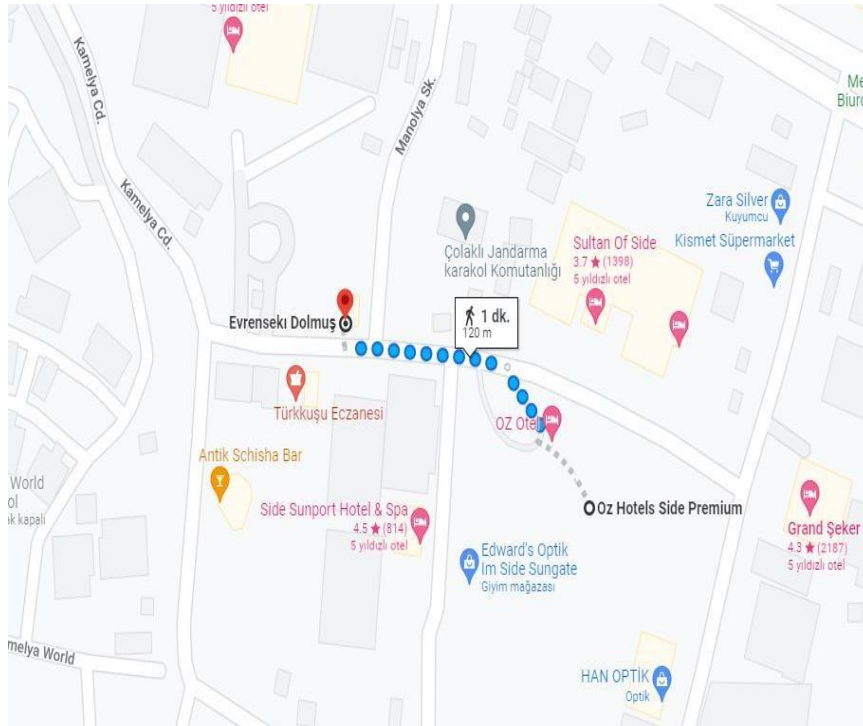 5 yıldızlı otel
Kamelya Cd.
Manolya Sk.
Me
Biuro
Kamelya Cd.
Zara Silver
Kuyumcu
Çolaklı Jandarma
karakol Komutanlığı
Sultan Of Side
3.7 ★ (1398)
5 yıldızlı otel
Kismet Süpermarket
Evrensekı Dolmuş
1 dk.
120 m
Türkkuşu Eczanesi
OZ Otel
Antik Schisha Bar
World
ol
ak kapalı
Side Sunport Hotel & Spa
4.5 ★ (814)
5 yıldızlı otel
Oz Hotels Side Premium
Grand Şeker
4.3 ★ (2187)
5 yıldızlı otel
Edward's Optik
Im Side Sungate
Giyim mağazası
melya World
HAN OPTİK
Optik